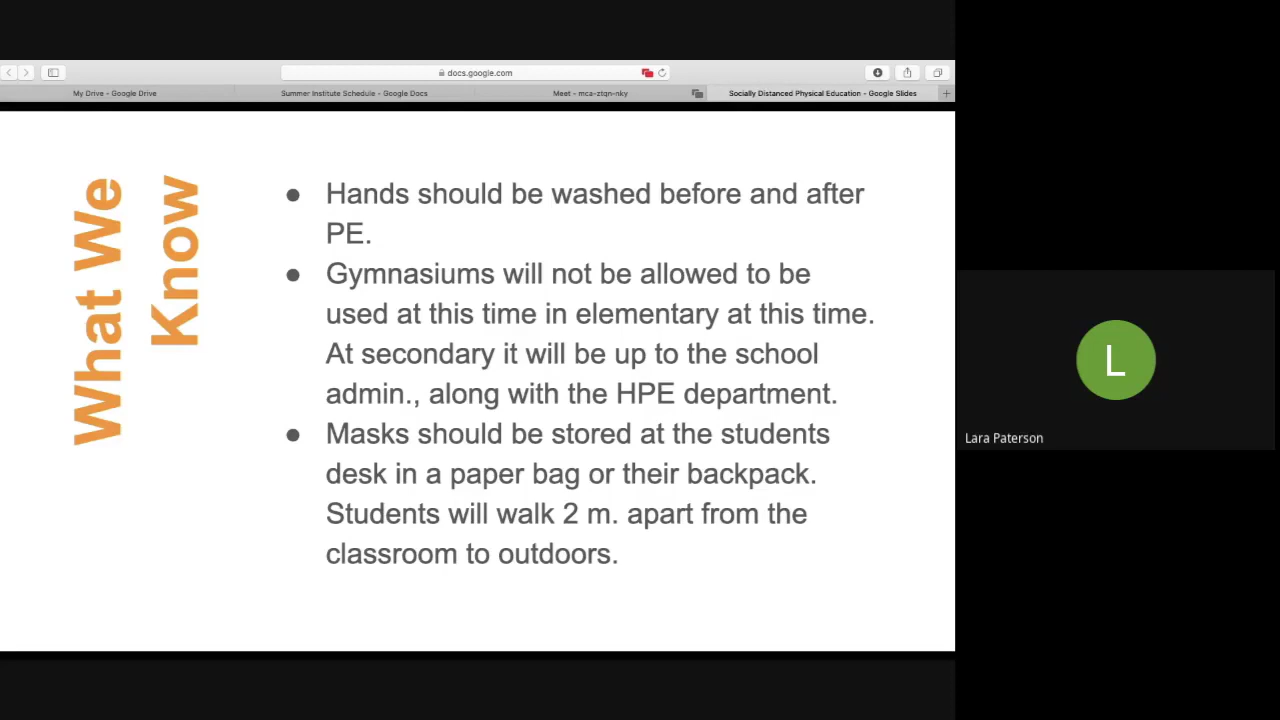 docs.google.com
My Drive – Google Drive
Summer Institute Schedule – Google Docs
Meet – mca-ztqn-nky
Socially Distanced Physical Education – Google Slides
What We
Know
● Hands should be washed before and after
PE.
● Gymnasiums will not be allowed to be
used at this time in elementary at this time.
At secondary it will be up to the school
admin., along with the HPE department.
● Masks should be stored at the students
desk in a paper bag or their backpack.
Students will walk 2 m. apart from the
classroom to outdoors.
L
Lara Paterson